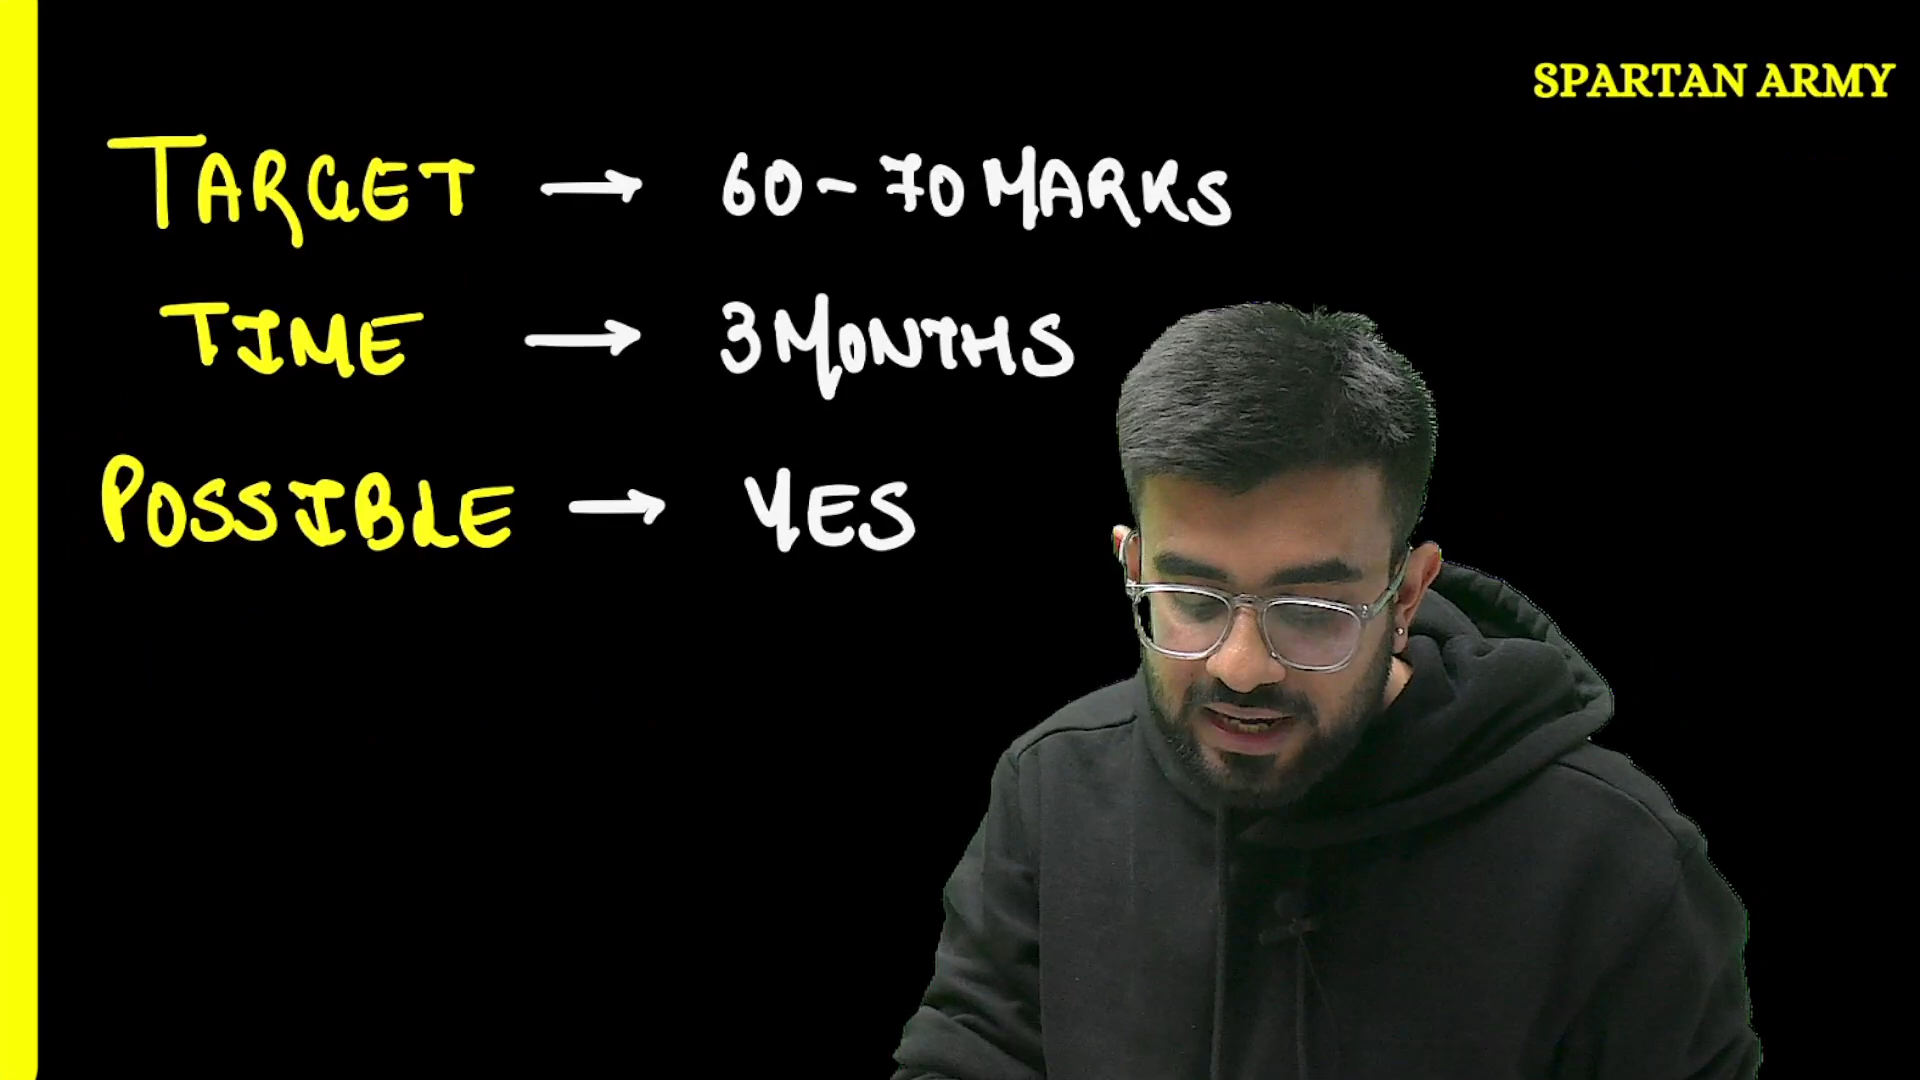 SPARTAN ARMY
TARGET → 60-70 MARKS
TIME → 3 MONTHS
POSSIBLE → YES